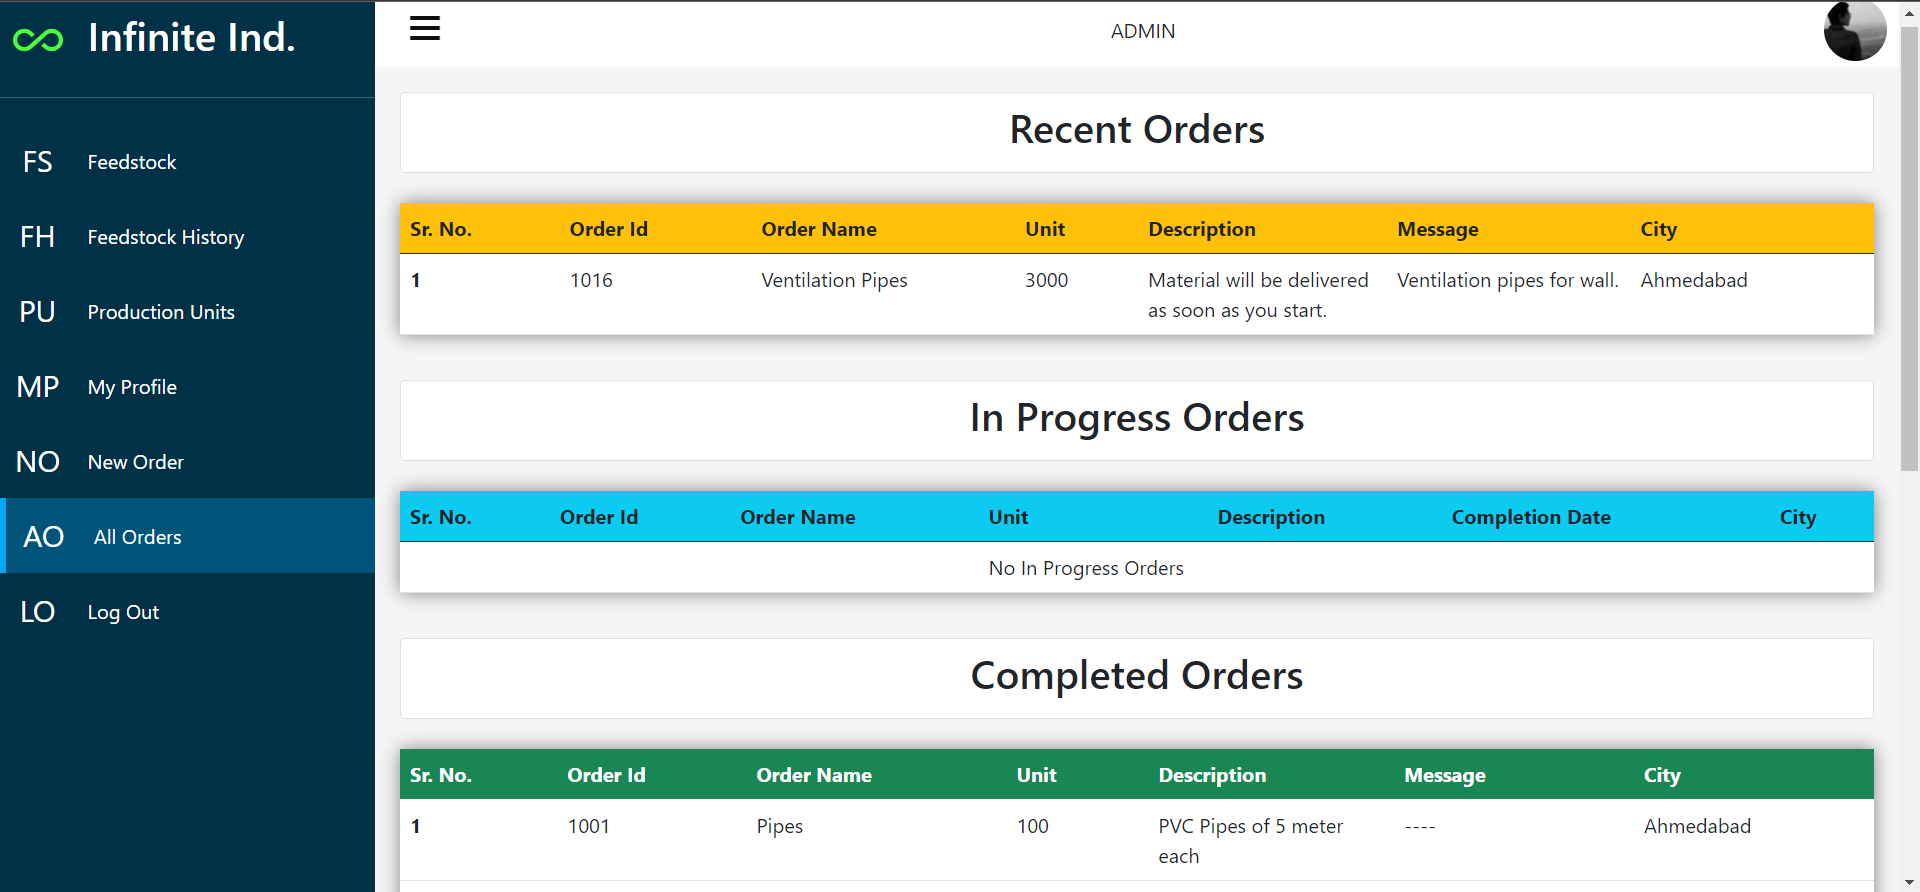 Infinite Ind.
ADMIN
FS Feedstock
FH Feedstock History
PU Production Units
MP My Profile
NO New Order
AO All Orders
LO Log Out
Recent Orders
Sr. No. Order Id Order Name Unit Description Message City
1 1016 Ventilation Pipes 3000 Material will be delivered Ventilation pipes for wall. Ahmedabad
as soon as you start.
In Progress Orders
Sr. No. Order Id Order Name Unit Description Completion Date City
No In Progress Orders
Completed Orders
Sr. No. Order Id Order Name Unit Description Message City
1 1001 Pipes 100 PVC Pipes of 5 meter ---- Ahmedabad
each